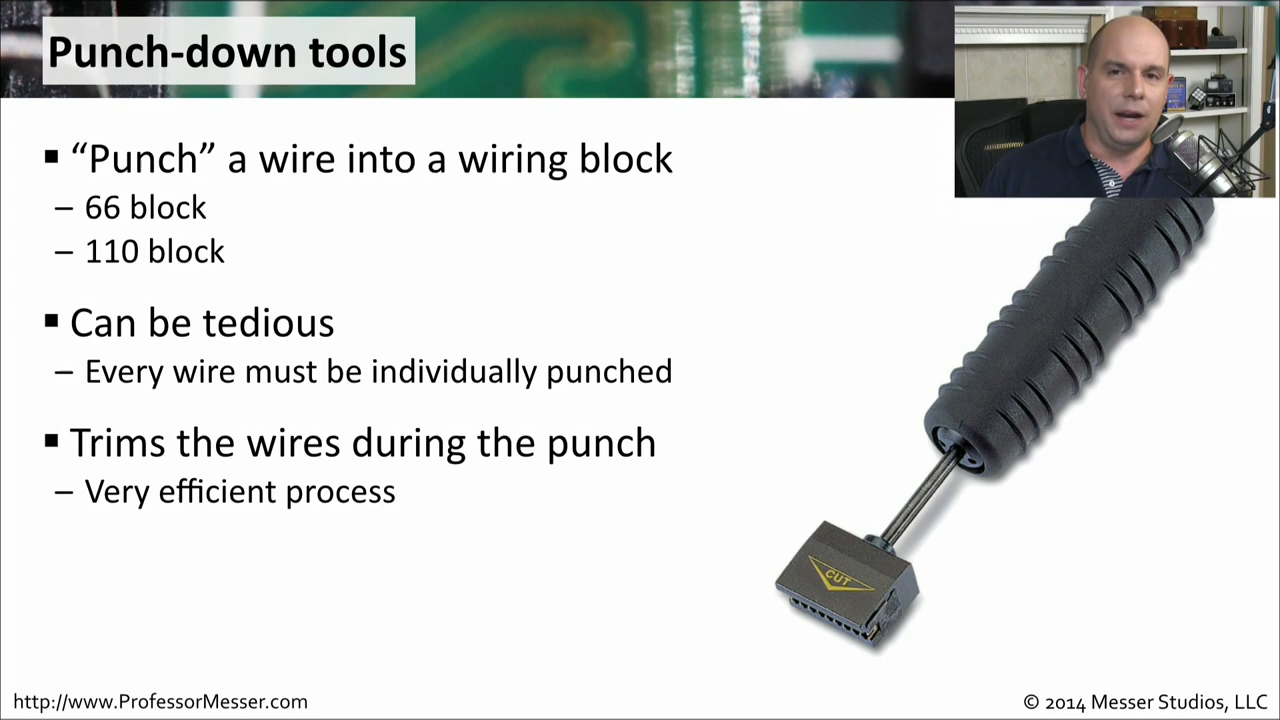 Punch-down tools
▪ “Punch” a wire into a wiring block
– 66 block
– 110 block
▪ Can be tedious
– Every wire must be individually punched
▪ Trims the wires during the punch
– Very efficient process
CUT
http://www.ProfessorMesser.com
© 2014 Messer Studios, LLC